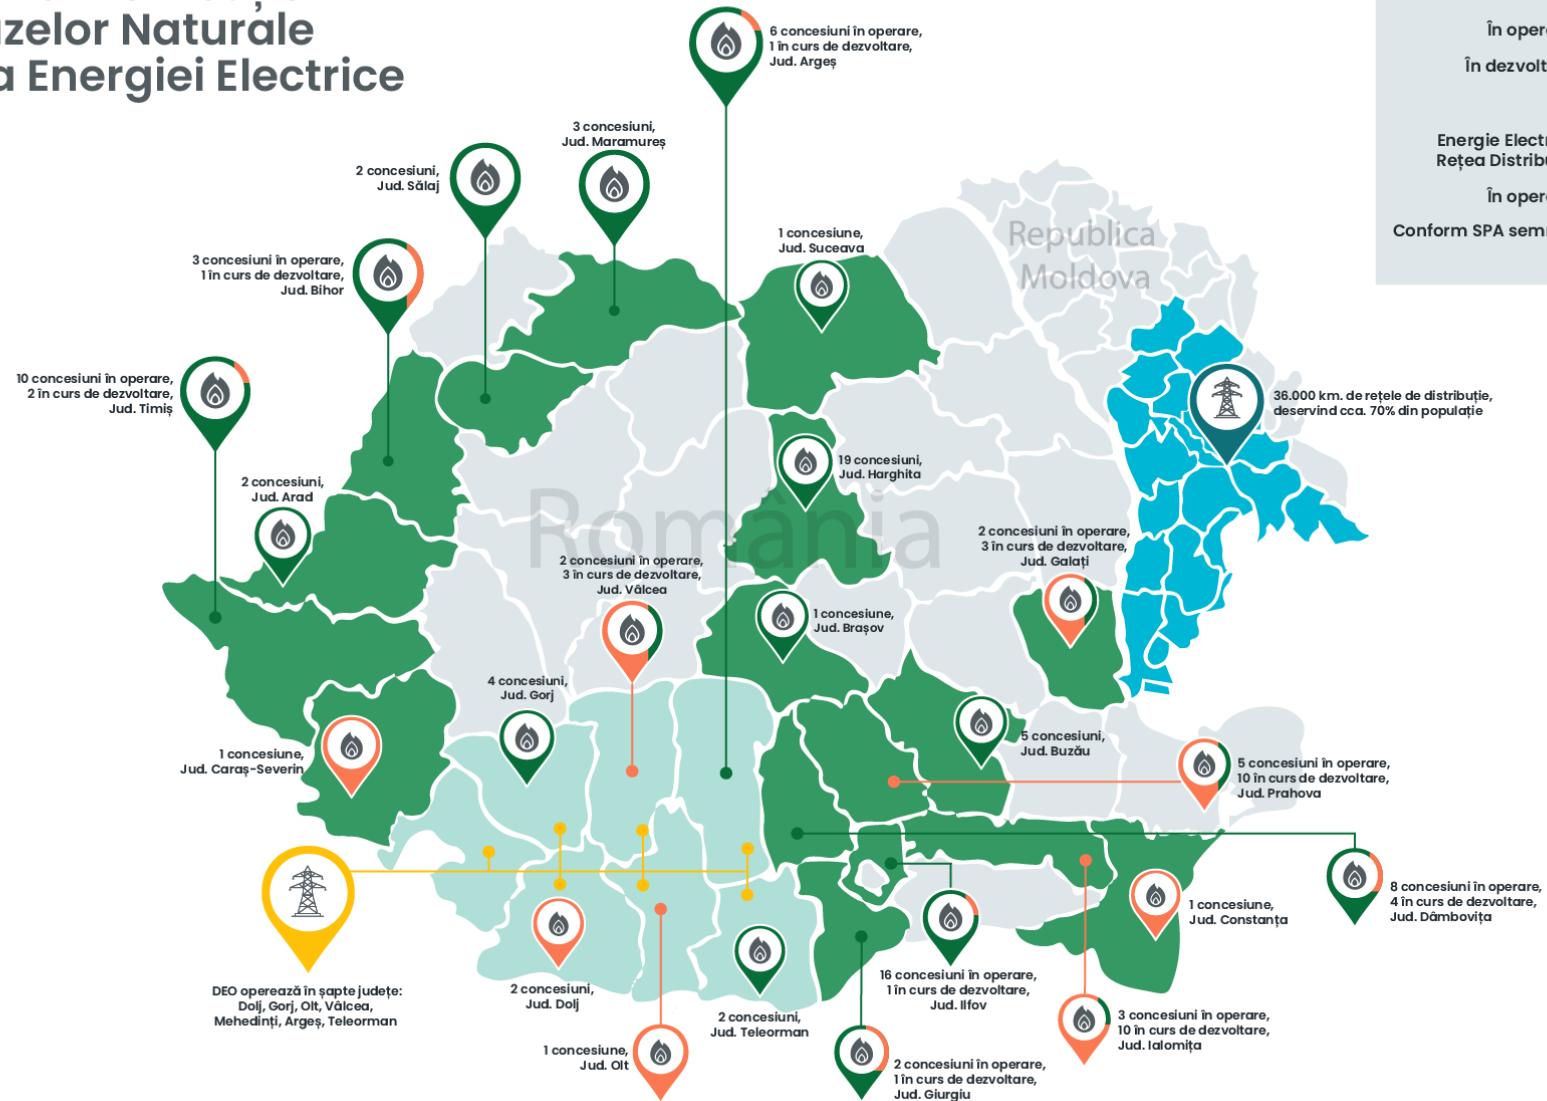 Naturale
Energiei Electrice
6 concesiuni în operare,
1 în curs de dezvoltare,
Jud. Argeș
În
În
Energie
Rețea
În
Conform SPA
3 concesiuni,
Jud. Maramureș
2 concesiuni,
Jud. Sălaj
1 concesiune,
Jud. Suceava
Republica
Moldova
3 concesiuni în operare,
1 în curs de dezvoltare,
Jud. Bihor
10 concesiuni în operare,
2 în curs de dezvoltare,
Jud. Timiș
36.000 km. de rețele de distribuție,
deservind cca. 70% din populație
2 concesiuni,
Jud. Arad
19 concesiuni,
Jud. Harghita
România
2 concesiuni în operare,
3 în curs de dezvoltare,
Jud. Galați
2 concesiuni în operare,
3 în curs de dezvoltare,
Jud. Vâlcea
1 concesiune,
Jud. Brașov
4 concesiuni,
Jud. Gorj
5 concesiuni,
Jud. Buzău
1 concesiune,
Jud. Caraș-Severin
5 concesiuni în operare,
10 în curs de dezvoltare,
Jud. Prahova
8 concesiuni în operare,
4 în curs de dezvoltare,
Jud. Dâmbovița
1 concesiune,
Jud. Constanța
DEO operează în șapte județe:
Dolj, Gorj, Olt, Vâlcea,
Mehedinți, Argeș, Teleorman
2 concesiuni,
Jud. Dolj
16 concesiuni în operare,
1 în curs de dezvoltare,
Jud. Ilfov
2 concesiuni,
Jud. Teleorman
3 concesiuni în operare,
10 în curs de dezvoltare,
Jud. Ialomița
1 concesiune,
Jud. Olt
2 concesiuni în operare,
1 în curs de dezvoltare,
Jud. Giurgiu